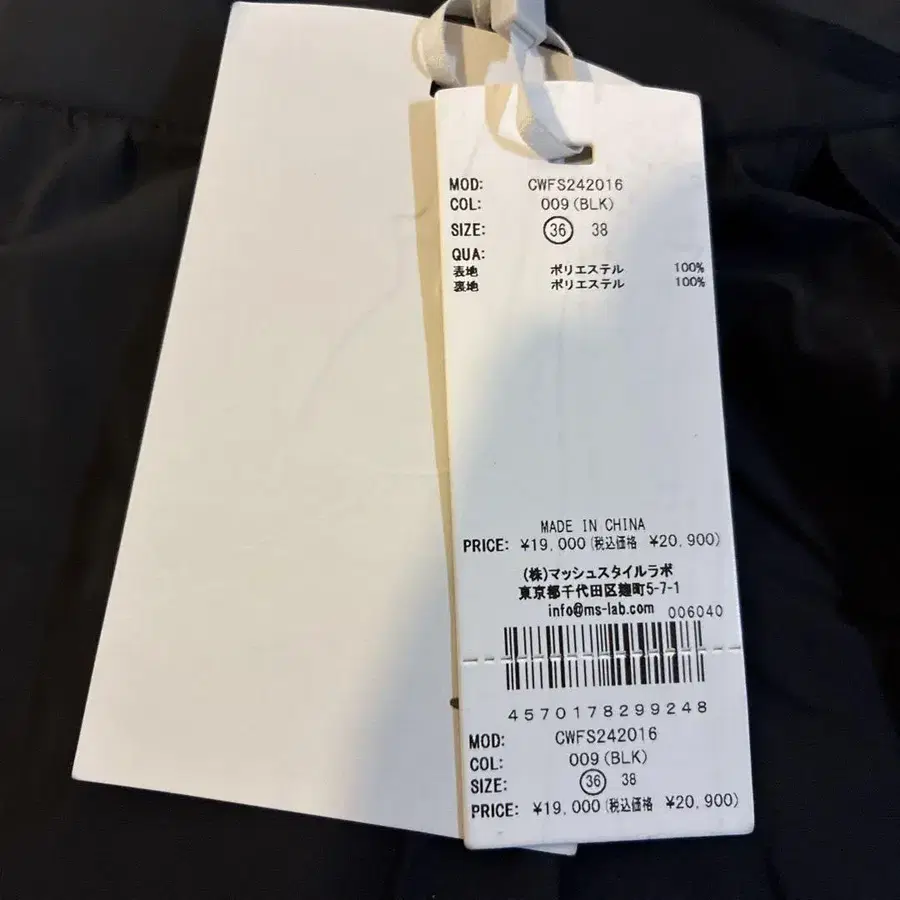 MOD: CWFS242016
COL: 009(BLK)
SIZE: 36 38
QUA:
表地 ポリエステル 100%
裏地 ポリエステル 100%
MADE IN CHINA
PRICE: ¥19,000(税込価格 ¥20,900)
(株)マッシュスタイルラボ
東京都千代田区麹町5-7-1
info@ms-lab.com 006040
4570178299248
MOD: CWFS242016
COL: 009(BLK)
SIZE: 36 38
PRICE: ¥19,000(税込価格 ¥20,900)